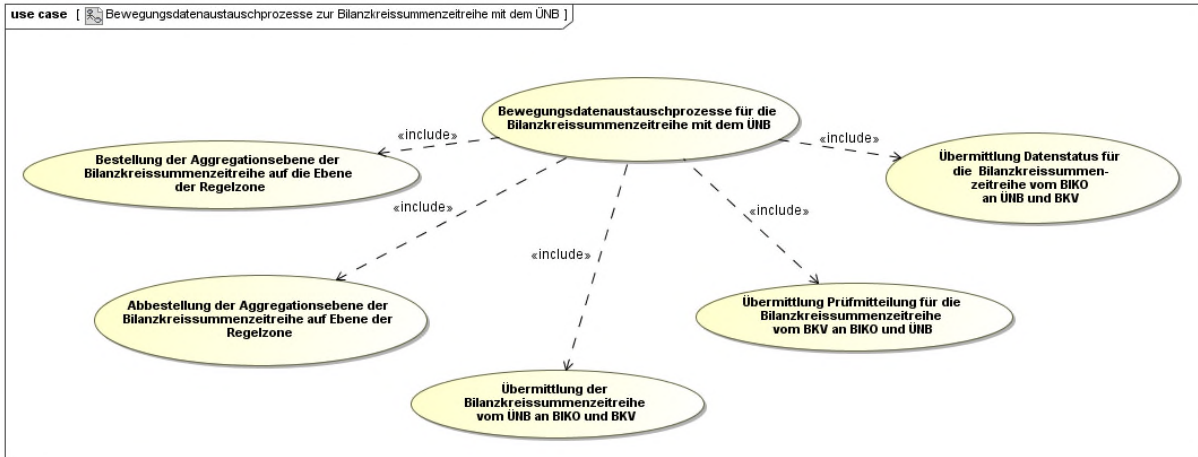 use case [ Bewegungsdatenaustauschprozesse zur Bilanzkreissummenzeitreihe mit dem ÜNB ]
Bewegungsdatenaustauschprozesse für die
Bilanzkreissummenzeitreihe mit dem ÜNB
«include»
«include»
«include»
«include»
«include»
Bestellung der Aggregationsebene der
Bilanzkreissummenzeitreihe auf die Ebene
der Regelzone
Übermittlung Datenstatus für
die Bilanzkreissummen-
zeitreihe vom BIKO
an ÜNB und BKV
Abbestellung der Aggregationsebene der
Bilanzkreissummenzeitreihe auf Ebene der
Regelzone
Übermittlung Prüfmitteilung für die
Bilanzkreissummenzeitreihe
vom BKV an BIKO und ÜNB
Übermittlung der
Bilanzkreissummenzeitreihe
vom ÜNB an BIKO und BKV